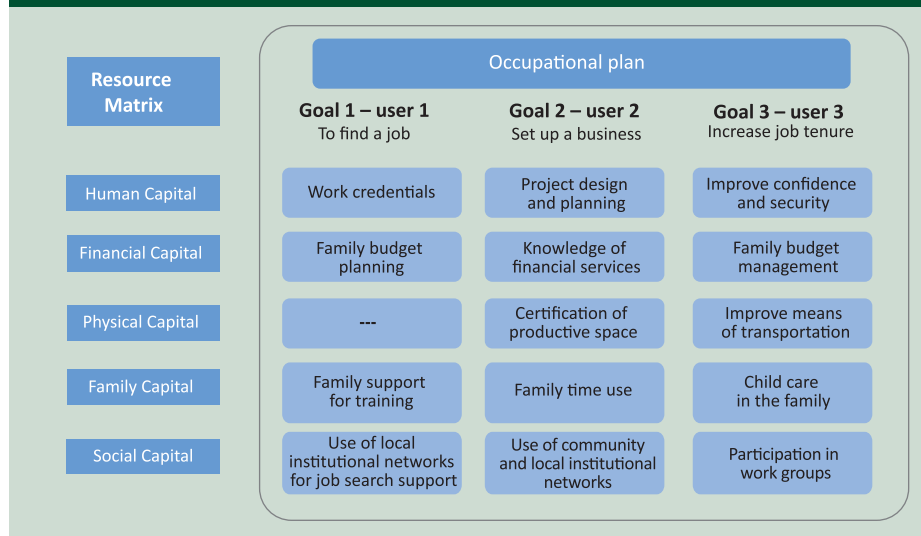 Resource
Matrix
Occupational plan
Goal 1 – user 1
To find a job
Goal 2 – user 2
Set up a business
Goal 3 – user 3
Increase job tenure
Human Capital
Work credentials
Project design
and planning
Improve confidence
and security
Financial Capital
Family budget
planning
Knowledge of
financial services
Family budget
management
Physical Capital
---
Certification of
productive space
Improve means
of transportation
Family Capital
Family support
for training
Family time use
Child care
in the family
Social Capital
Use of local
institutional networks
for job search support
Use of community
and local institutional
networks
Participation in
work groups